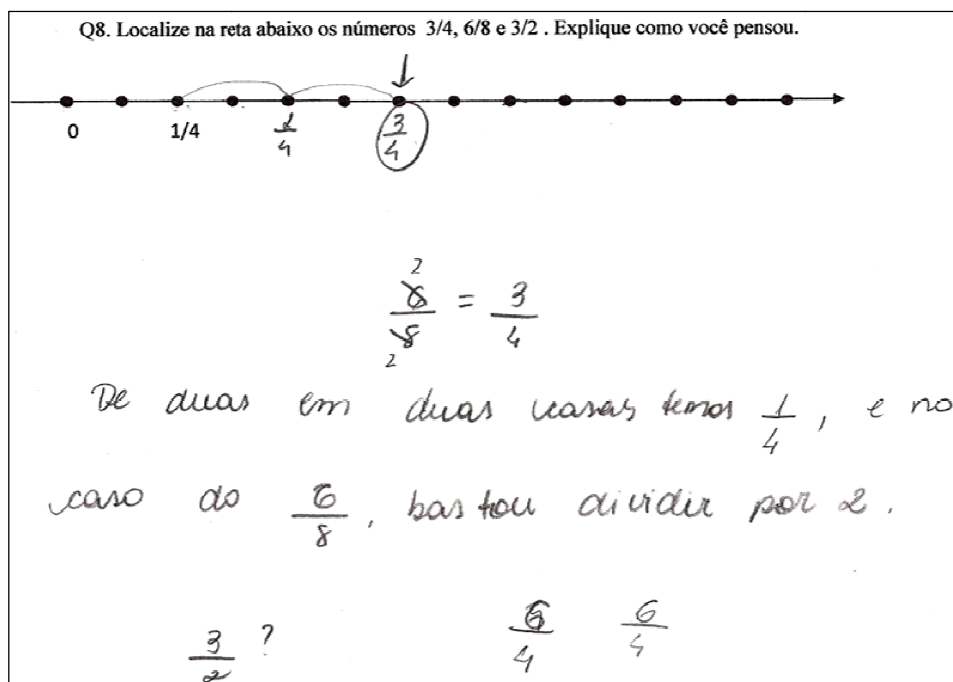 Q8. Localize na reta abaixo os números 3/4, 6/8 e 3/2 . Explique como você pensou.
0 1/4 2/4 3/4
2
6/8 = 3/4
2
De duas em duas casas temos 1/4, e no
caso do 6/8, bastou dividir por 2.
3/2 ? 6/4 6/4